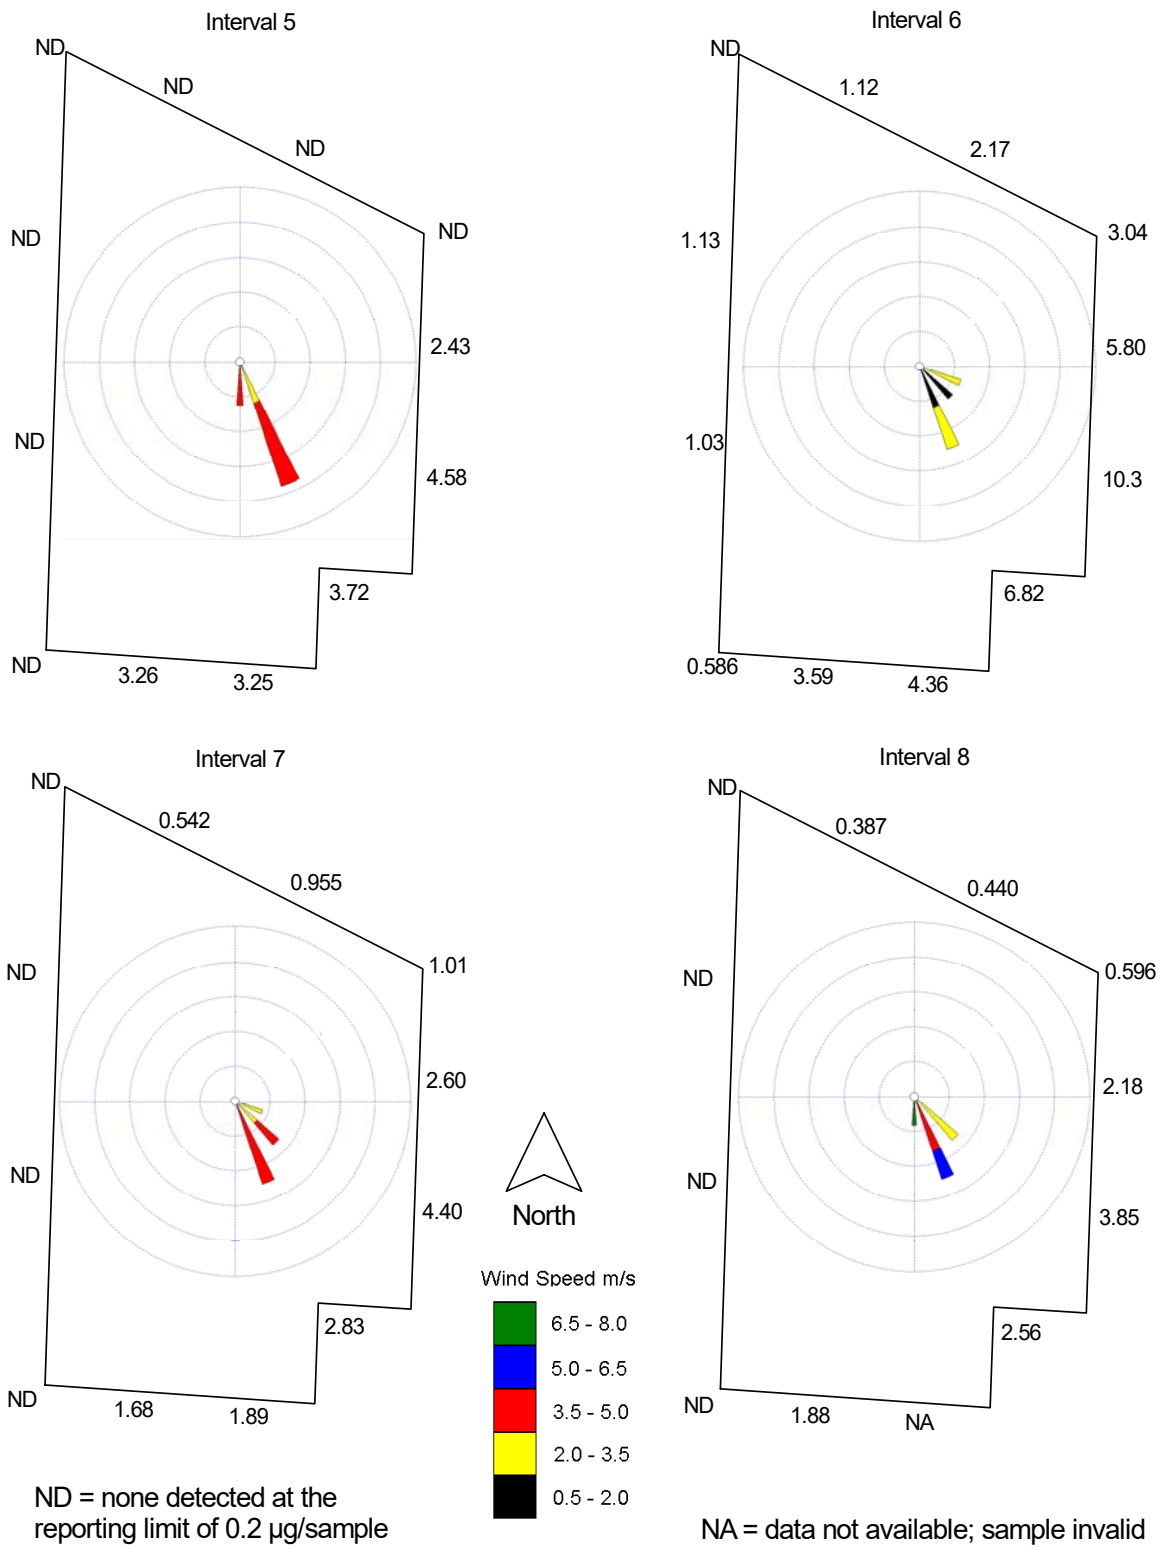 Interval 5
ND
ND
ND
ND
ND
2.43
ND
4.58
3.72
ND
3.26
3.25
Interval 6
ND
1.12
2.17
3.04
1.13
5.80
1.03
10.3
6.82
0.586
3.59
4.36
Interval 7
ND
0.542
0.955
1.01
ND
2.60
ND
4.40
2.83
ND
1.68
1.89
Interval 8
ND
0.387
0.440
0.596
ND
2.18
ND
3.85
2.56
ND
1.88
NA
North
Wind Speed m/s
6.5 - 8.0
5.0 - 6.5
3.5 - 5.0
2.0 - 3.5
0.5 - 2.0
ND = none detected at the
reporting limit of 0.2 µg/sample
NA = data not available; sample invalid